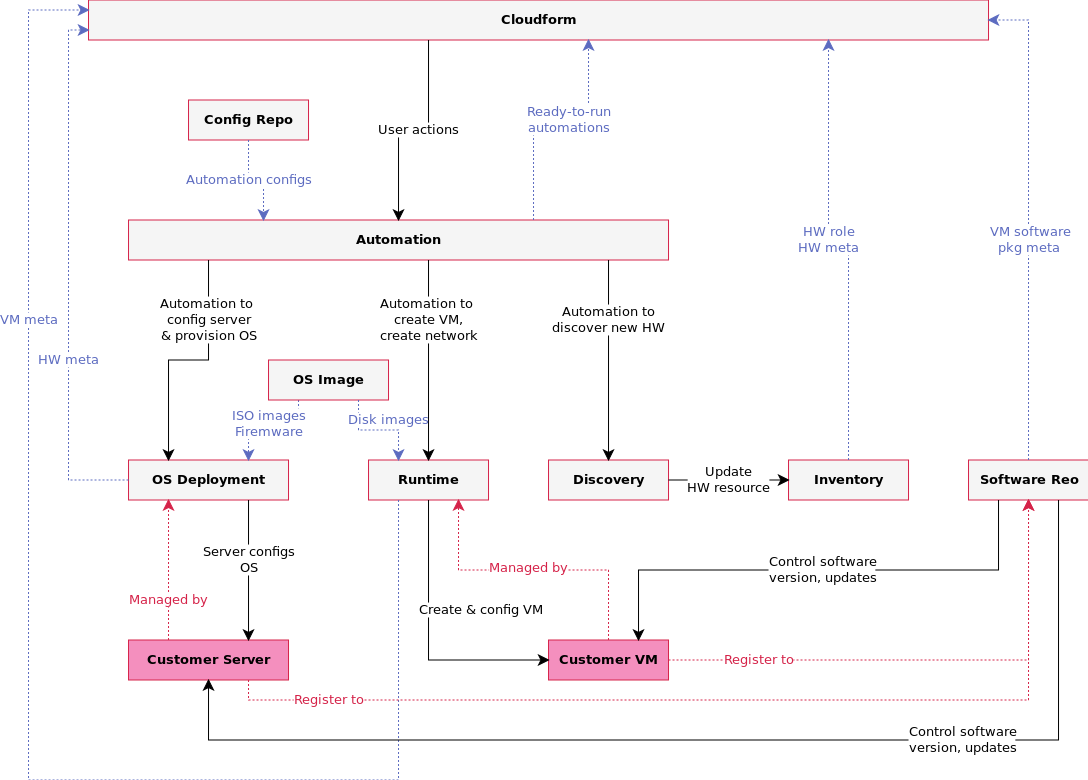 Cloudform
Ready-to-run
automations
Config Repo
User actions
Automation configs
Automation
HW role
HW meta
VM software
pkg meta
Automation to
config server
& provision OS
Automation to
create VM,
create network
Automation to
discover new HW
VM meta
HW meta
OS Image
ISO images
Firemware
Disk images
OS Deployment
Runtime
Discovery
Update
HW resource
Inventory
Software Reo
Server configs
OS
Managed by
Control software
version, updates
Managed by
Create & config VM
Customer Server
Customer VM
Register to
Register to
Control software
version, updates